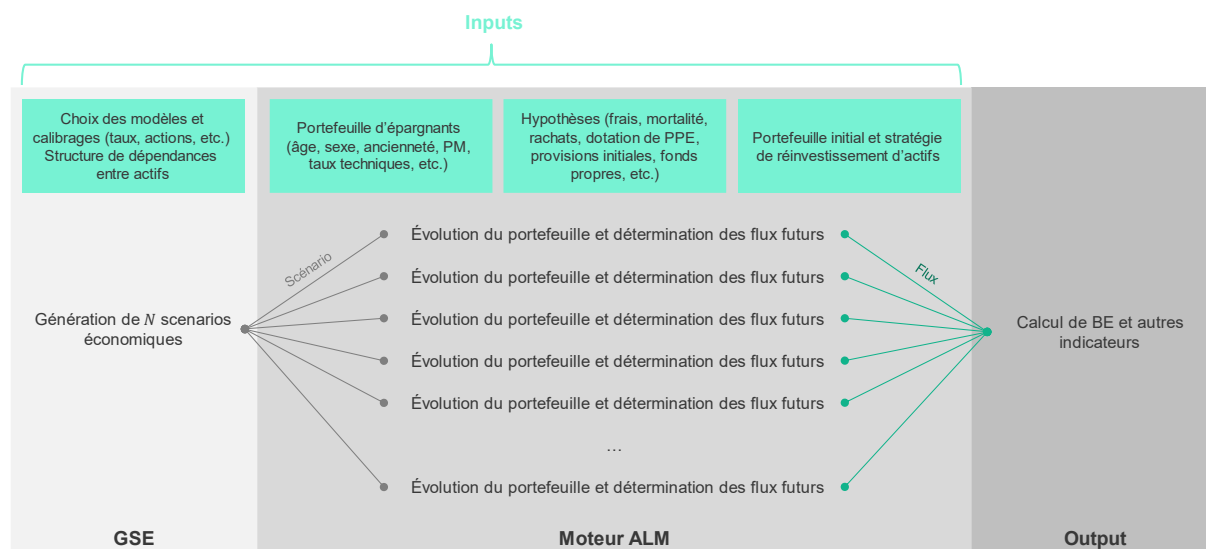 Inputs
Choix des modèles et
calibrages (taux, actions, etc.)
Structure de dépendances
entre actifs
Portefeuille d'épargnants
(âge, sexe, ancienneté, PM,
taux techniques, etc.)
Hypothèses (frais, mortalité,
rachats, dotation de PPE,
provisions initiales, fonds
propres, etc.)
Portefeuille initial et stratégie
de réinvestissement d'actifs
Génération de N scenarios
économiques
Scénario
Évolution du portefeuille et détermination des flux futurs
Évolution du portefeuille et détermination des flux futurs
Évolution du portefeuille et détermination des flux futurs
Évolution du portefeuille et détermination des flux futurs
Évolution du portefeuille et détermination des flux futurs
…
Évolution du portefeuille et détermination des flux futurs
Flux
Calcul de BE et autres
indicateurs
GSE
Moteur ALM
Output